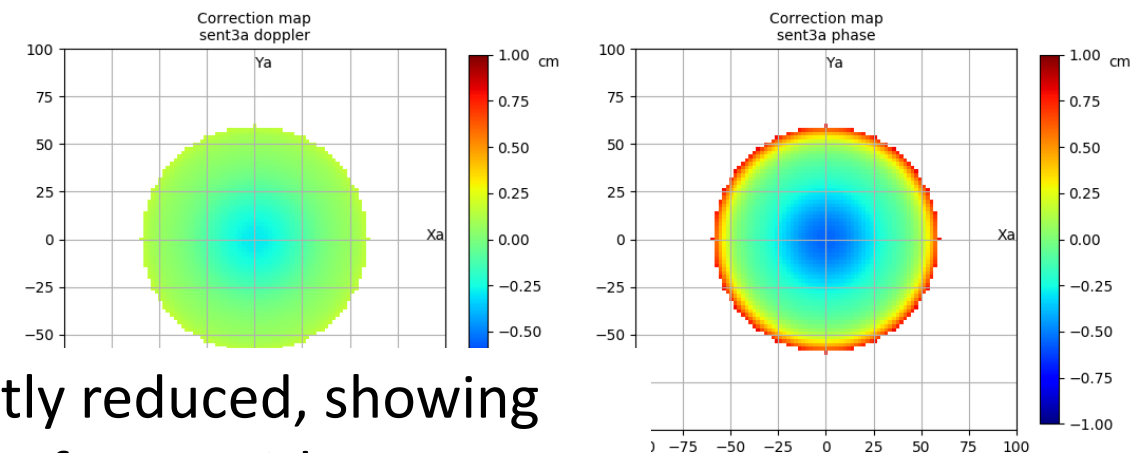 Correction map
sent3a doppler
100
75
50
25
0
−25
−50
Ya
Xa
1.00 cm
0.75
0.50
0.25
0.00
−0.25
−0.50
Correction map
sent3a phase
100
75
50
25
0
−25
−50
Ya
Xa
−75 −50 −25 0 25 50 75 100
1.00 cm
0.75
0.50
0.25
0.00
−0.25
−0.50
−0.75
−1.00
tly reduced, showing